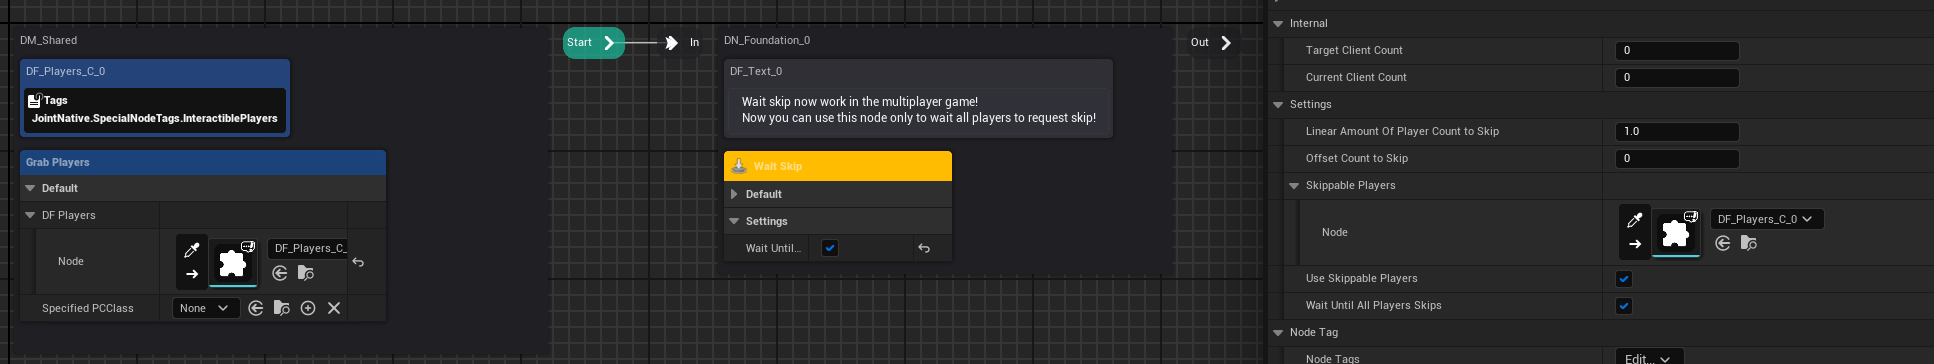 DM_Shared
DF_Players_C_0
Tags
JointNative.SpecialNodeTags.InteractiblePlayers
Grab Players
Default
DF Players
Node
DF_Players_C_
Specified PCClass
None
Start
In
DN_Foundation_0
DF_Text_0
Wait skip now work in the multiplayer game!
Now you can use this node only to wait all players to request skip!
Wait Skip
Default
Settings
Wait Until...
Out
Internal
Target Client Count
0
Current Client Count
0
Settings
Linear Amount Of Player Count to Skip
1.0
Offset Count to Skip
0
Skippable Players
Node
DF_Players_C_0
Use Skippable Players
Wait Until All Players Skips
Node Tag
Node Tags
Edit...